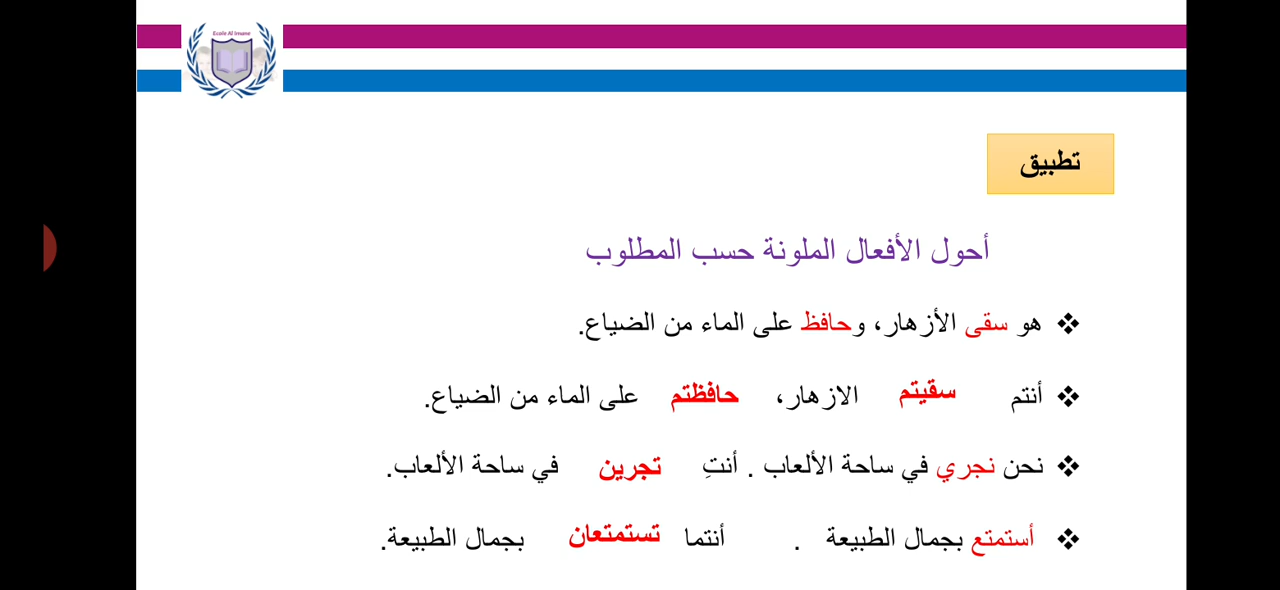 Ecole Al Imane
تطبيق
أحول الأفعال الملونة حسب المطلوب
❖ هو سقى الأزهار، وحافظ على الماء من الضياع.
❖ أنتم سقيتم الازهار، حافظتم على الماء من الضياع.
❖ نحن نجري في ساحة الألعاب . أنتِ تجرين في ساحة الألعاب.
❖ أستمتع بجمال الطبيعة . أنتما تستمتعان بجمال الطبيعة.